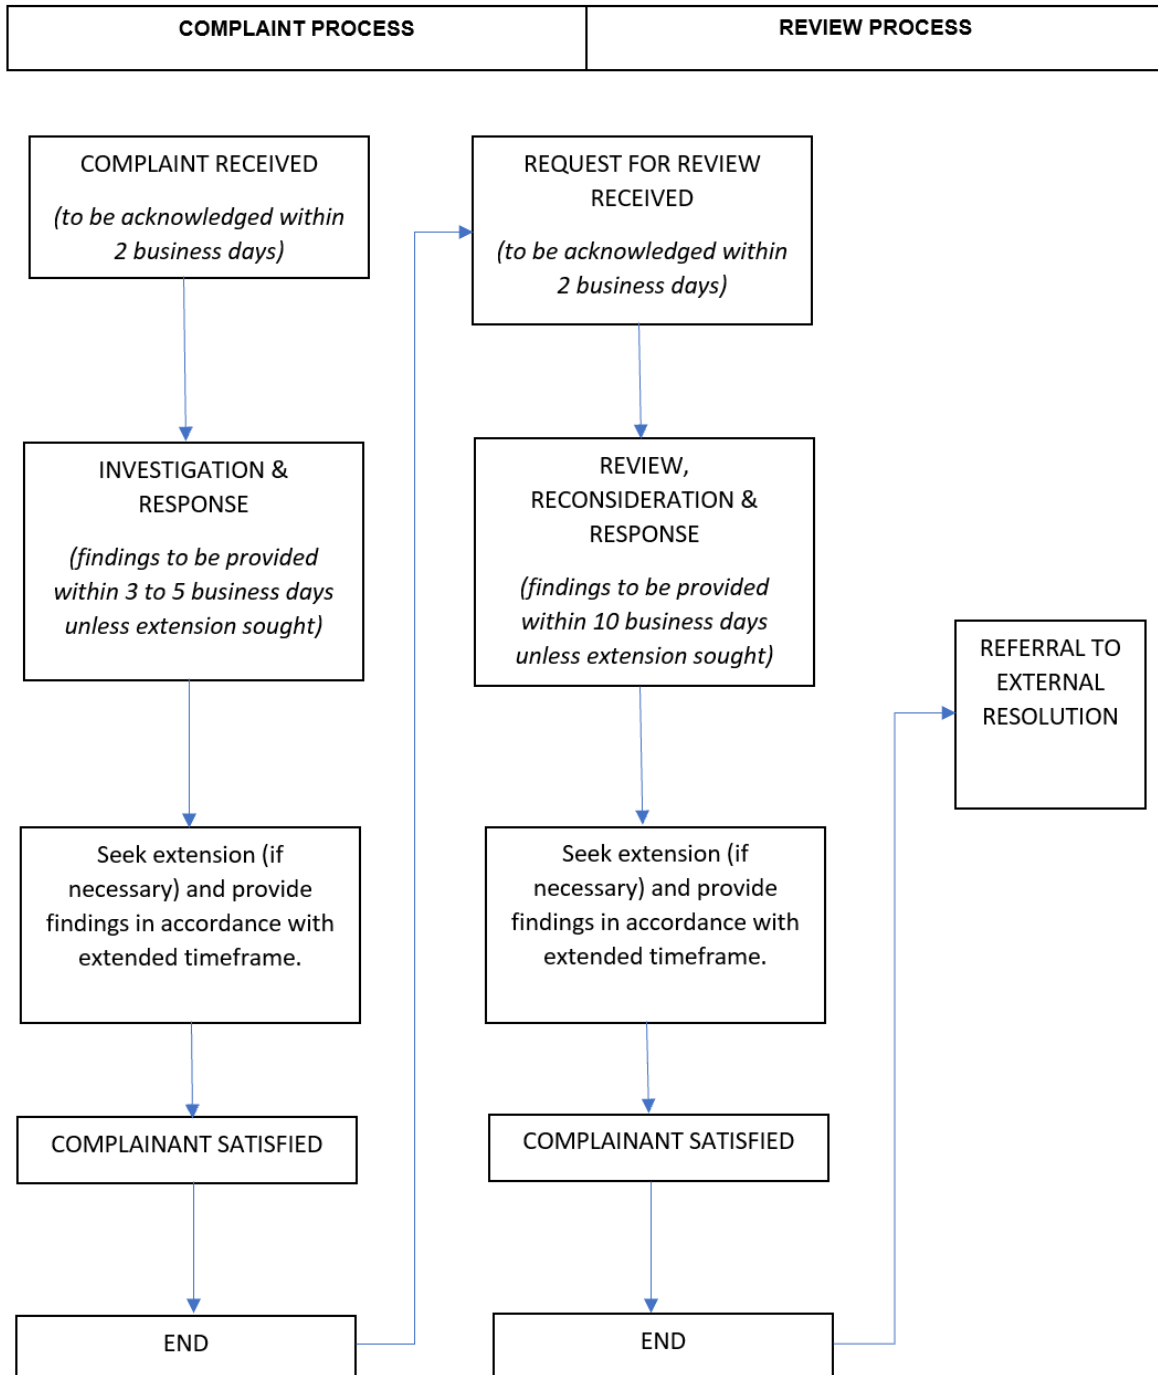 COMPLAINT PROCESS
REVIEW PROCESS
COMPLAINT RECEIVED
(to be acknowledged within
2 business days)
INVESTIGATION &
RESPONSE
(findings to be provided
within 3 to 5 business days
unless extension sought)
Seek extension (if
necessary) and provide
findings in accordance with
extended timeframe.
COMPLAINANT SATISFIED
END
REQUEST FOR REVIEW
RECEIVED
(to be acknowledged within
2 business days)
REVIEW,
RECONSIDERATION &
RESPONSE
(findings to be provided
within 10 business days
unless extension sought)
Seek extension (if
necessary) and provide
findings in accordance with
extended timeframe.
COMPLAINANT SATISFIED
END
REFERRAL TO
EXTERNAL
RESOLUTION